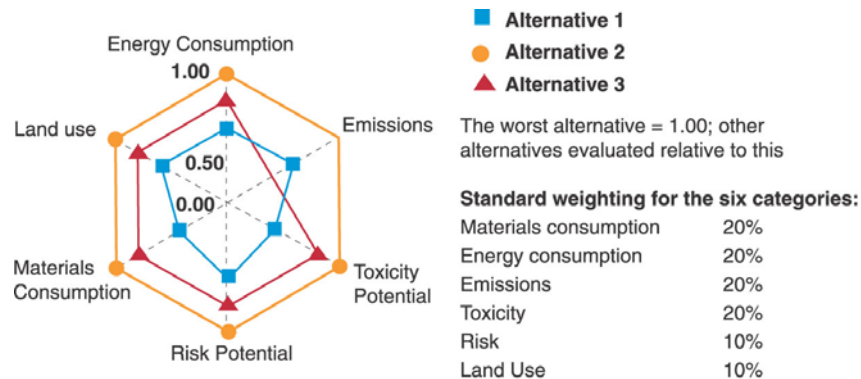 Energy Consumption
1.00
Land use
Emissions
0.50
0.00
Materials
Consumption
Toxicity
Potential
Risk Potential
Alternative 1
Alternative 2
Alternative 3
The worst alternative = 1.00; other
alternatives evaluated relative to this
Standard weighting for the six categories:
Materials consumption 20%
Energy consumption 20%
Emissions 20%
Toxicity 20%
Risk 10%
Land Use 10%